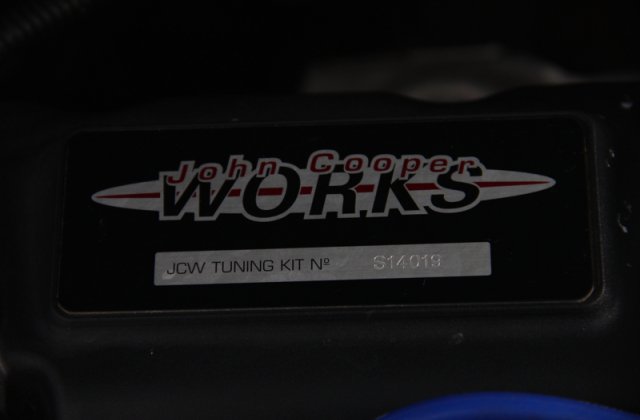 John Cooper
WORKS
JCW TUNING KIT Nº S14019